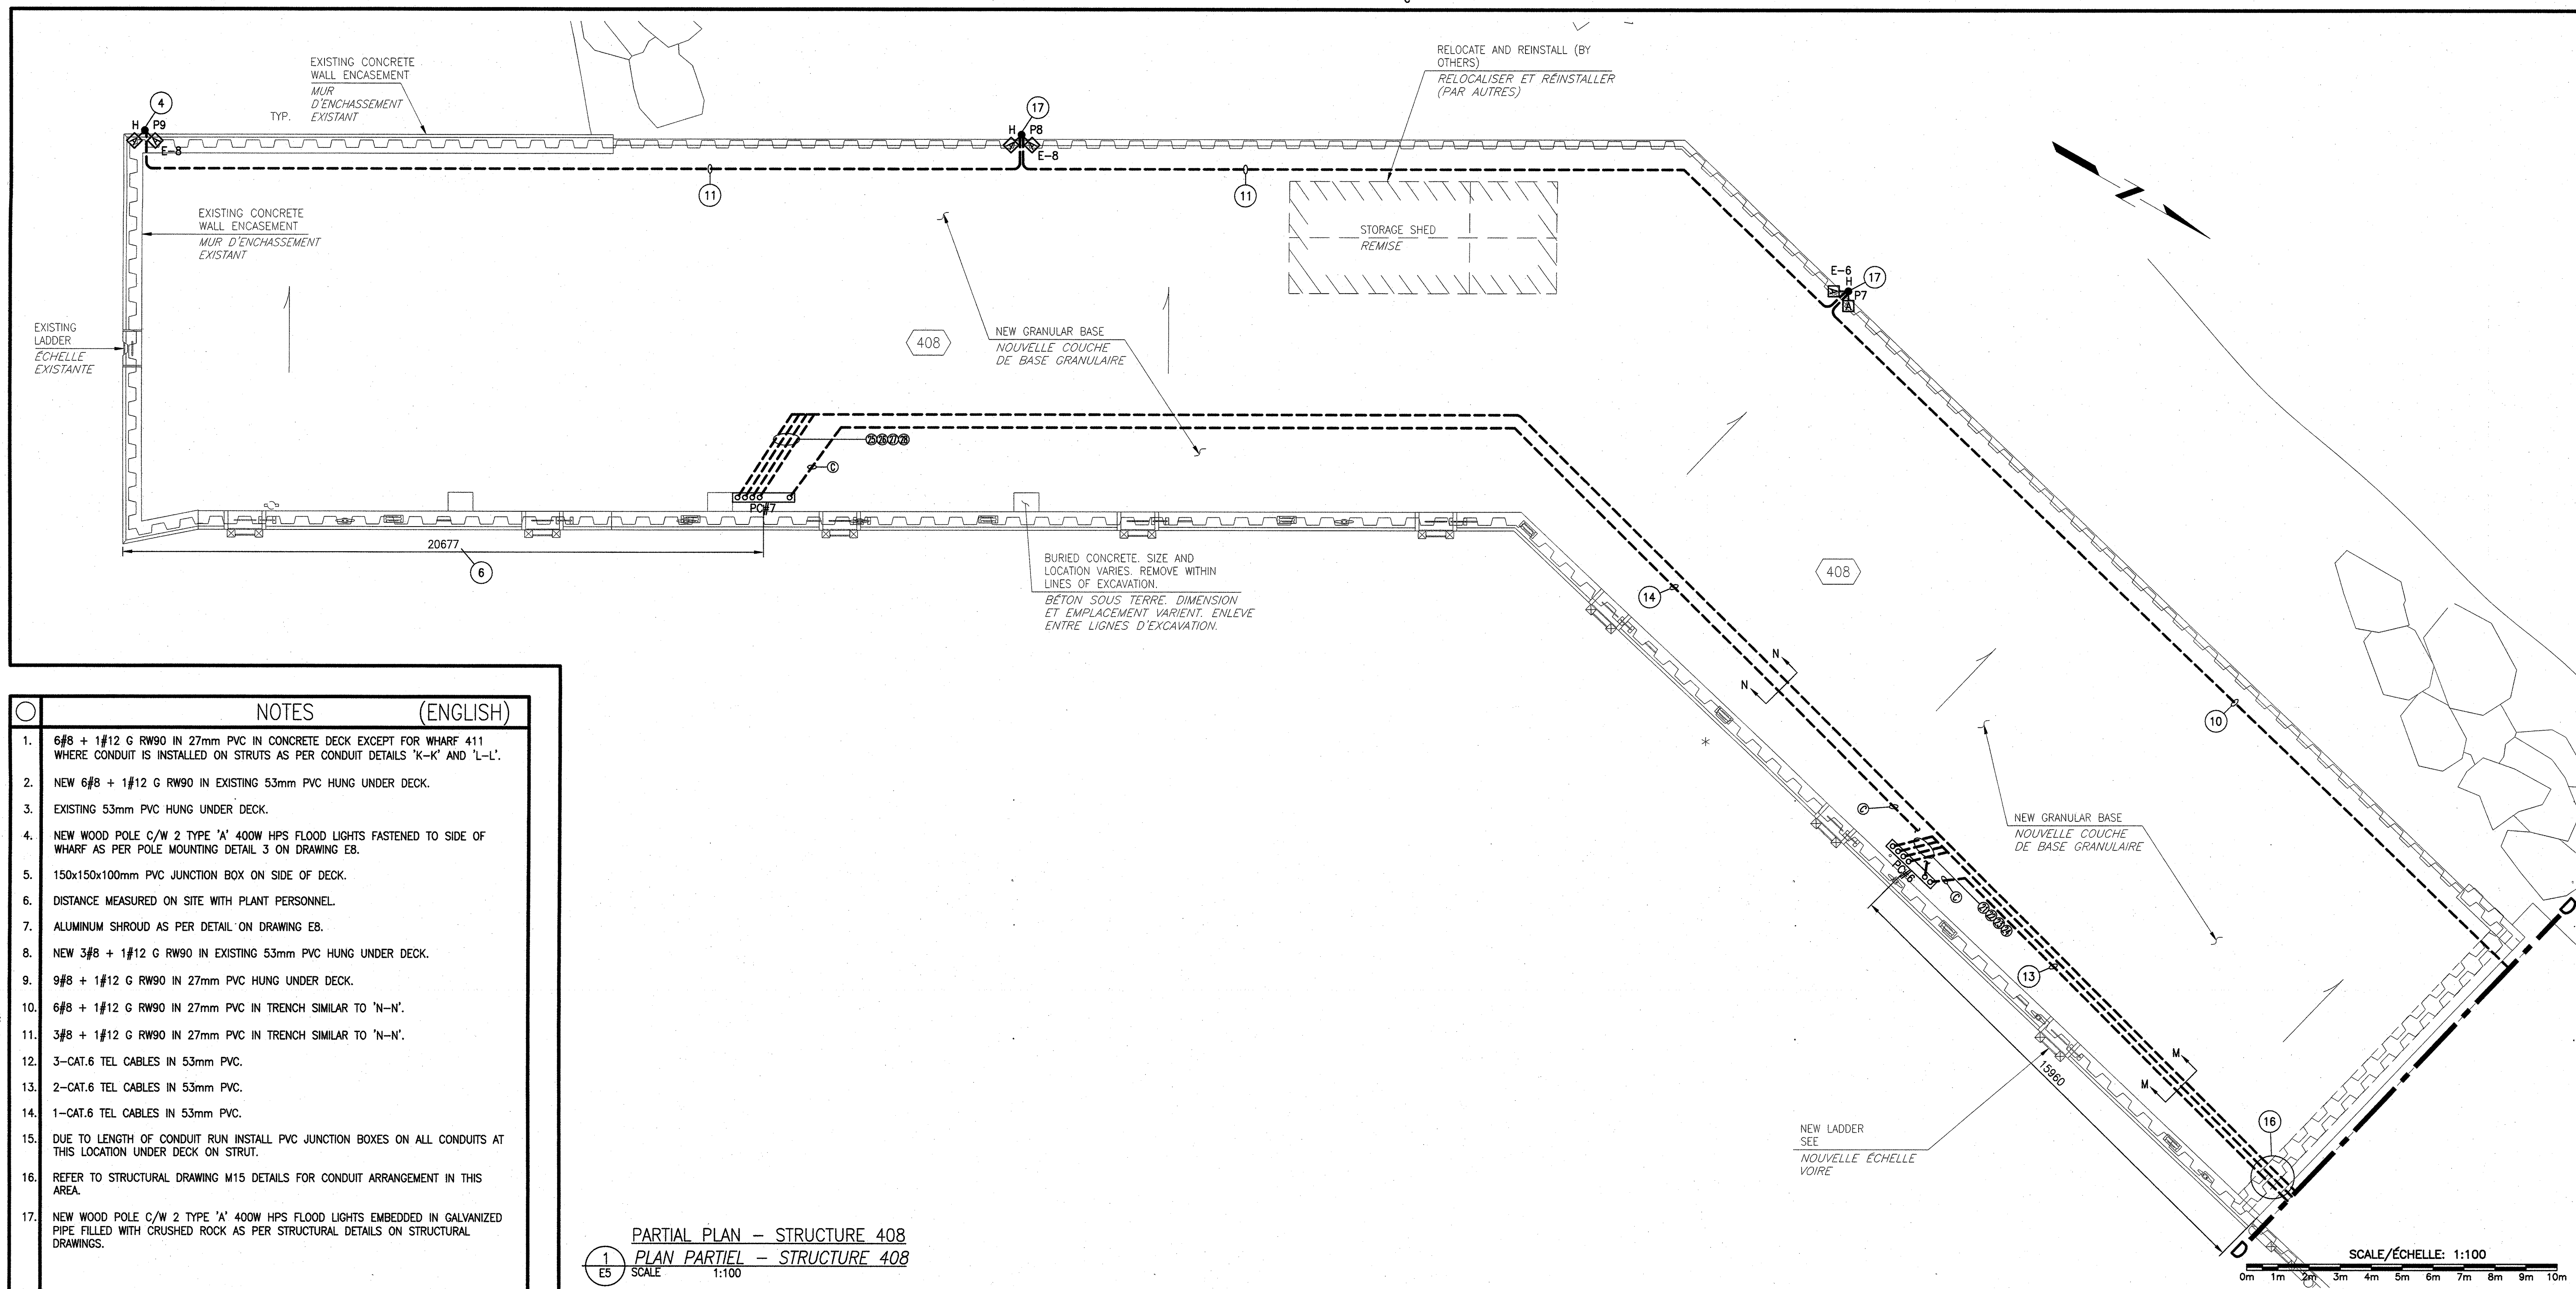 EXISTING CONCRETE
WALL ENCASEMENT
MUR
D'ENCHASSEMENT
EXISTANT
TYP.
4
H
P9
A
A
E-8
17
H
P8
A
A
E-8
RELOCATE AND REINSTALL (BY
OTHERS)
RELOCALISER ET RÉINSTALLER
(PAR AUTRES)
11
11
EXISTING CONCRETE
WALL ENCASEMENT
MUR D'ENCHASSEMENT
EXISTANT
STORAGE SHED
REMISE
N
E-6
H
17
P7
A
A
EXISTING
LADDER
ÉCHELLE
EXISTANTE
408
NEW GRANULAR BASE
NOUVELLE COUCHE
DE BASE GRANULAIRE
25 26 27 28
C
PC#7
20677
6
BURIED CONCRETE. SIZE AND
LOCATION VARIES. REMOVE WITHIN
LINES OF EXCAVATION.
BÉTON SOUS TERRE. DIMENSION
ET EMPLACEMENT VARIENT. ENLEVE
ENTRE LIGNES D'EXCAVATION.
408
14
N
N
10
C
PC#6
C
21 22 23 24
13
NEW GRANULAR BASE
NOUVELLE COUCHE
DE BASE GRANULAIRE
D
15960
M
M
16
NEW LADDER
SEE
NOUVELLE ÉCHELLE
VOIRE
D
NOTES (ENGLISH)
1. 6#8 + 1#12 G RW90 IN 27mm PVC IN CONCRETE DECK EXCEPT FOR WHARF 411
WHERE CONDUIT IS INSTALLED ON STRUTS AS PER CONDUIT DETAILS 'K-K' AND 'L-L'.
2. NEW 6#8 + 1#12 G RW90 IN EXISTING 53mm PVC HUNG UNDER DECK.
3. EXISTING 53mm PVC HUNG UNDER DECK.
4. NEW WOOD POLE C/W 2 TYPE 'A' 400W HPS FLOOD LIGHTS FASTENED TO SIDE OF
WHARF AS PER POLE MOUNTING DETAIL 3 ON DRAWING E8.
5. 150x150x100mm PVC JUNCTION BOX ON SIDE OF DECK.
6. DISTANCE MEASURED ON SITE WITH PLANT PERSONNEL.
7. ALUMINUM SHROUD AS PER DETAIL ON DRAWING E8.
8. NEW 3#8 + 1#12 G RW90 IN EXISTING 53mm PVC HUNG UNDER DECK.
9. 9#8 + 1#12 G RW90 IN 27mm PVC HUNG UNDER DECK.
10. 6#8 + 1#12 G RW90 IN 27mm PVC IN TRENCH SIMILAR TO 'N-N'.
11. 3#8 + 1#12 G RW90 IN 27mm PVC IN TRENCH SIMILAR TO 'N-N'.
12. 3-CAT.6 TEL CABLES IN 53mm PVC.
13. 2-CAT.6 TEL CABLES IN 53mm PVC.
14. 1-CAT.6 TEL CABLES IN 53mm PVC.
15. DUE TO LENGTH OF CONDUIT RUN INSTALL PVC JUNCTION BOXES ON ALL CONDUITS AT
THIS LOCATION UNDER DECK ON STRUT.
16. REFER TO STRUCTURAL DRAWING M15 DETAILS FOR CONDUIT ARRANGEMENT IN THIS
AREA.
17. NEW WOOD POLE C/W 2 TYPE 'A' 400W HPS FLOOD LIGHTS EMBEDDED IN GALVANIZED
PIPE FILLED WITH CRUSHED ROCK AS PER STRUCTURAL DETAILS ON STRUCTURAL
DRAWINGS.
PARTIAL PLAN - STRUCTURE 408
1 PLAN PARTIEL - STRUCTURE 408
E5 SCALE 1:100
SCALE/ÉCHELLE: 1:100
0m 1m 2m 3m 4m 5m 6m 7m 8m 9m 10m